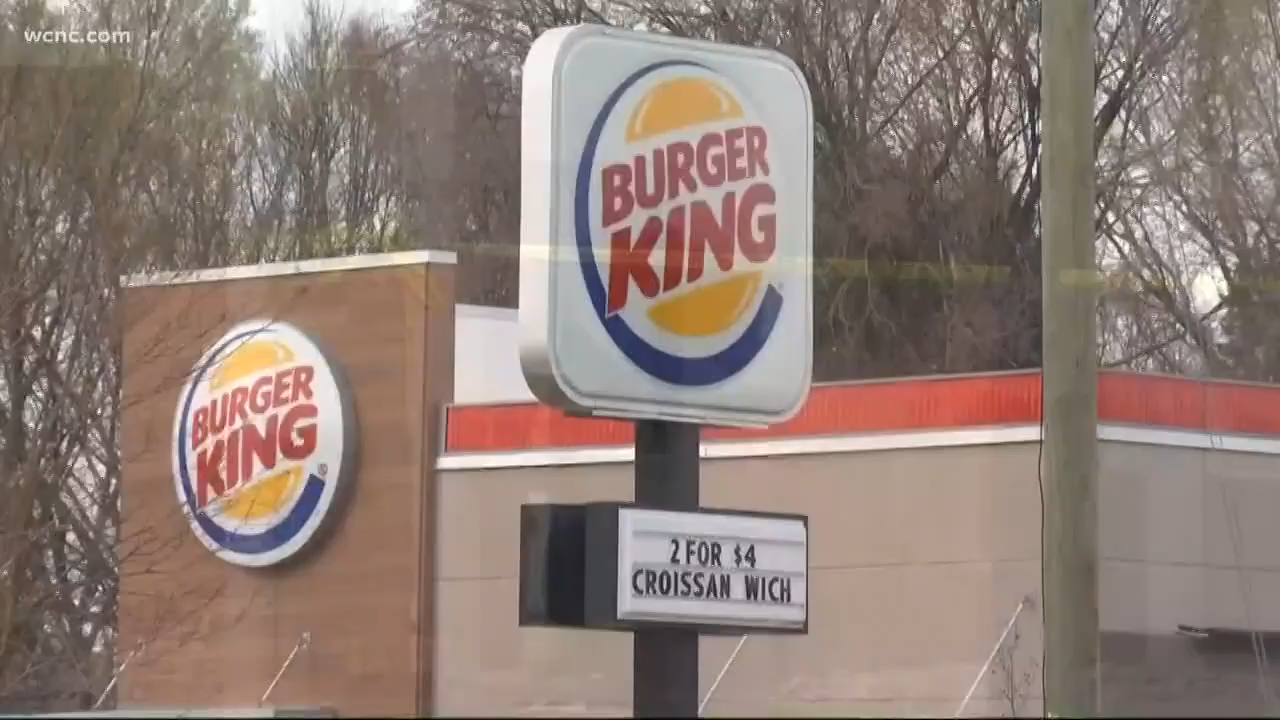 wcnc.com
BURGER
KING
BURGER
KING
®
2 FOR $4
CROISSAN WICH